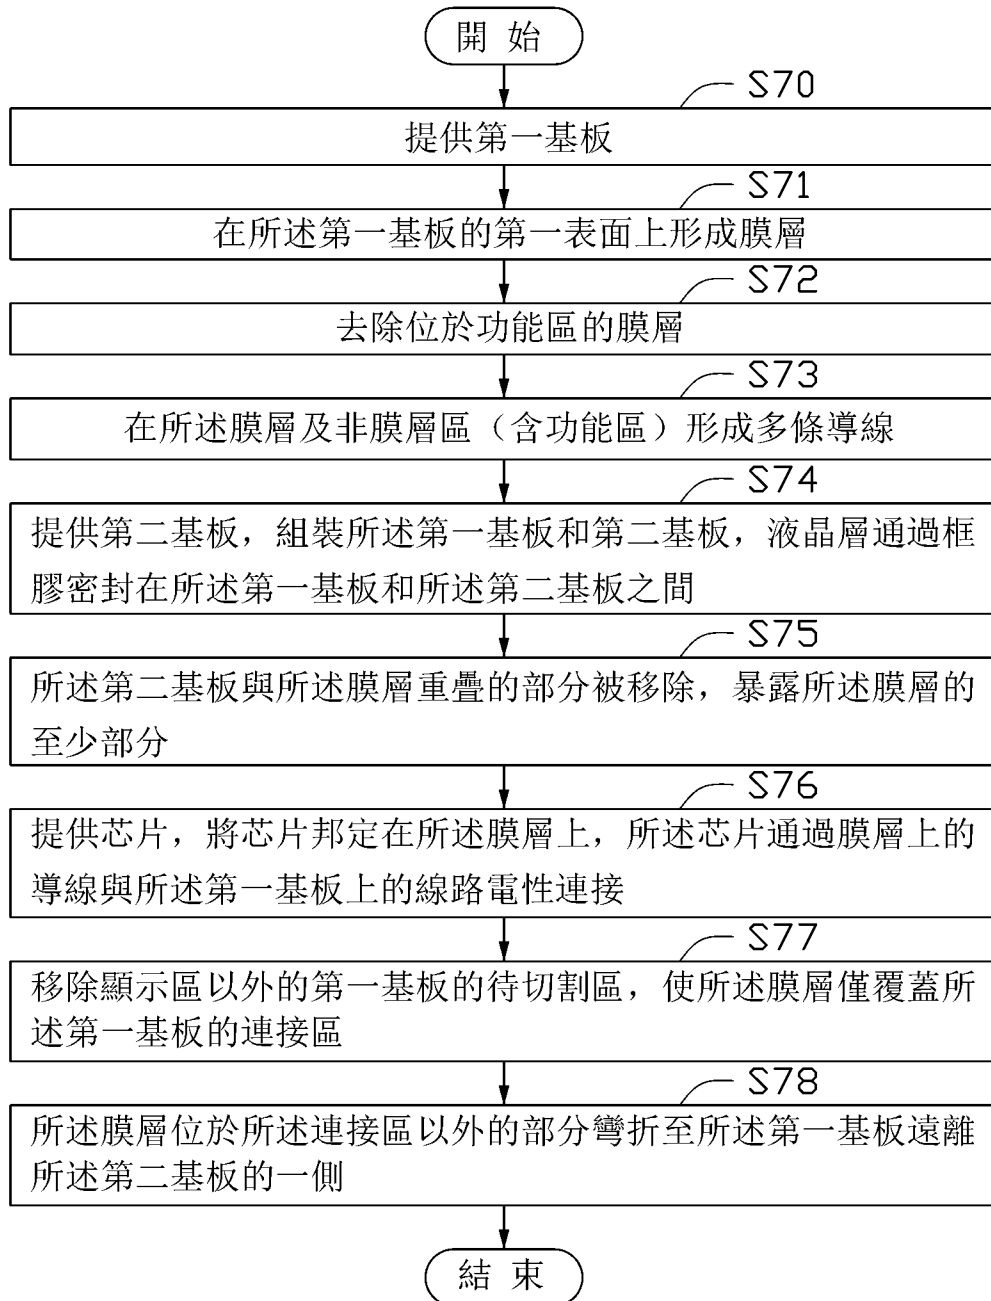 開 始
S70
提供第一基板
S71
在所述第一基板的第一表面上形成膜層
S72
去除位於功能區的膜層
S73
在所述膜層及非膜層區（含功能區）形成多條導線
S74
提供第二基板，組裝所述第一基板和第二基板，液晶層通過框
膠密封在所述第一基板和所述第二基板之間
S75
所述第二基板與所述膜層重疊的部分被移除，暴露所述膜層的
至少部分
S76
提供芯片，將芯片邦定在所述膜層上，所述芯片通過膜層上的
導線與所述第一基板上的線路電性連接
S77
移除顯示區以外的第一基板的待切割區，使所述膜層僅覆蓋所
述第一基板的連接區
S78
所述膜層位於所述連接區以外的部分彎折至所述第一基板遠離
所述第二基板的一側
結 束